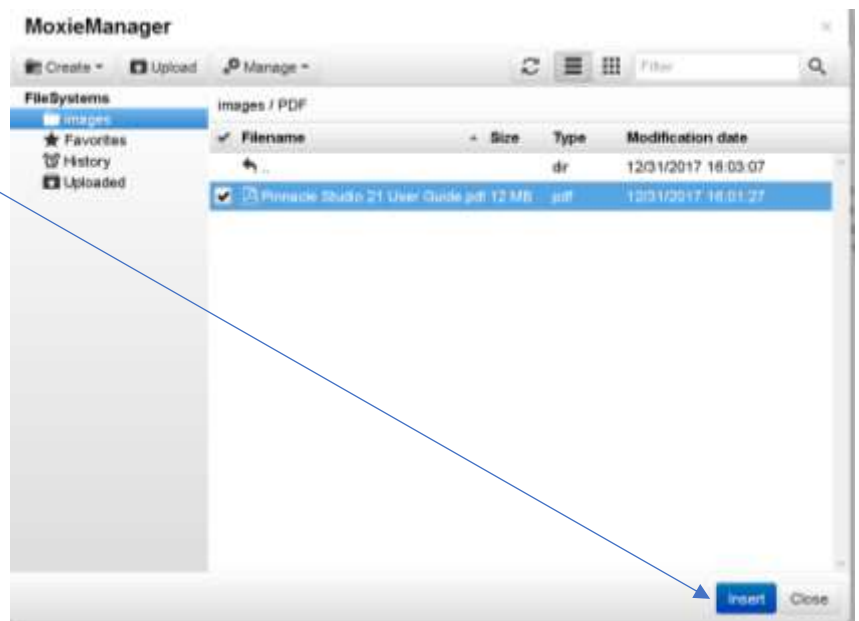 MoxieManager
Create Upload Manage Filter
FileSystems
images
Favorites
History
Uploaded
images / PDF
Filename Size Type Modification date
.. dir 12/31/2017 16:03:07
Pinnacle Studio 21 User Guide.pdf 12 MB pdf 12/31/2017 16:01:27
Insert Close